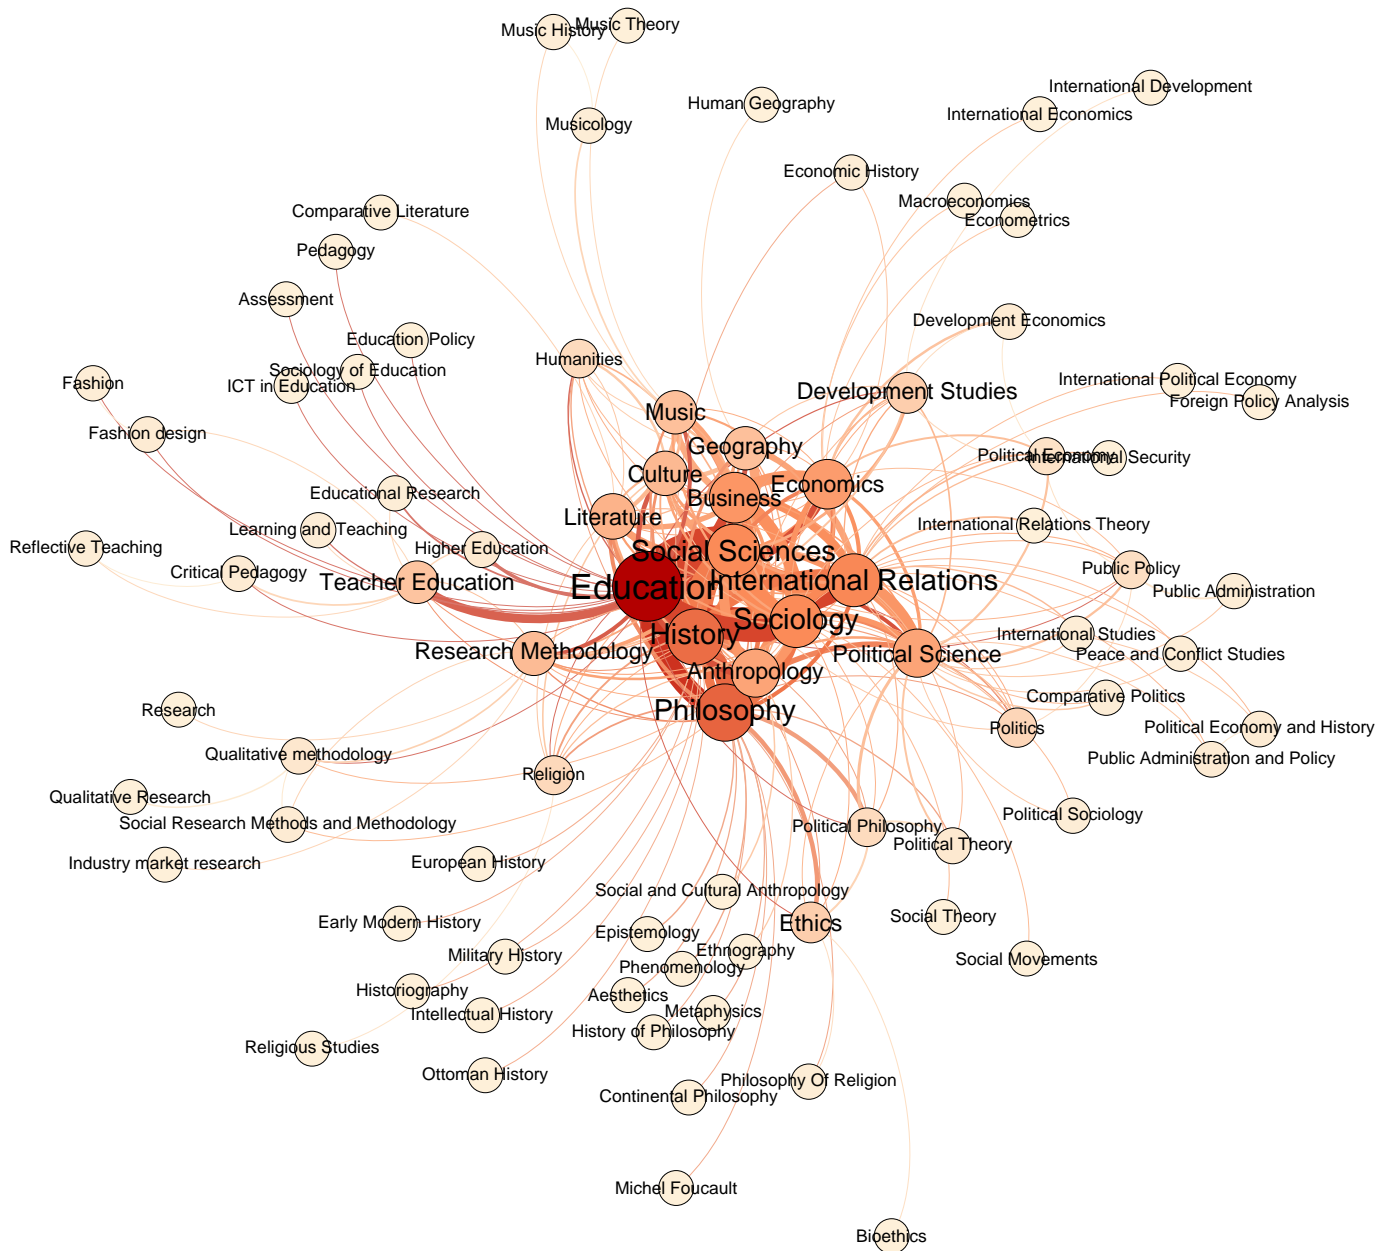 Music History
Music Theory
International Development
Human Geography
International Economics
Musicology
Economic History
Macroeconomics
Comparative Literature
Econometrics
Pedagogy
Assessment
Development Economics
Education Policy
Humanities
Sociology of Education
Fashion
ICT in Education
International Political Economy
Development Studies
Foreign Policy Analysis
Music
Fashion design
Geography
Political Economy
International Security
Culture
Economics
Educational Research
Business
Literature
International Relations Theory
Learning and Teaching
Reflective Teaching
Higher Education
Social Sciences
Critical Pedagogy
Public Policy
Teacher Education
Education
International Relations
Public Administration
Sociology
History
International Studies
Research Methodology
Political Science
Peace and Conflict Studies
Anthropology
Comparative Politics
Research
Philosophy
Politics
Political Economy and History
Qualitative methodology
Public Administration and Policy
Religion
Qualitative Research
Political Sociology
Social Research Methods and Methodology
Political Philosophy
Political Theory
Industry market research
European History
Social and Cultural Anthropology
Social Theory
Early Modern History
Ethics
Epistemology
Ethnography
Military History
Social Movements
Phenomenology
Historiography
Aesthetics
Metaphysics
Intellectual History
History of Philosophy
Religious Studies
Ottoman History
Philosophy Of Religion
Continental Philosophy
Michel Foucault
Bioethics